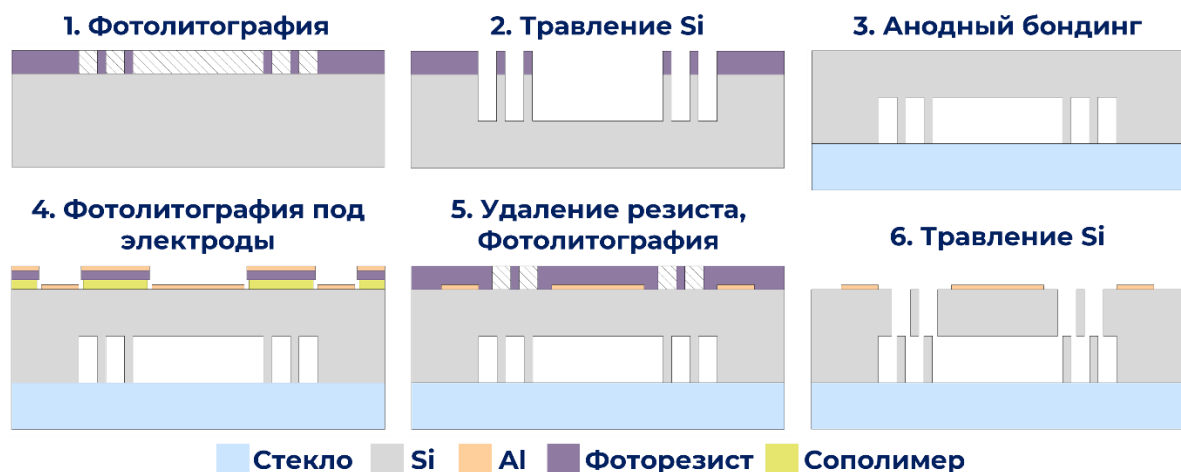 1. Фотолитография
2. Травление Si
3. Анодный бондинг
4. Фотолитография под
электроды
5. Удаление резиста,
Фотолитография
6. Травление Si
Стекло Si Al Фоторезист Сополимер